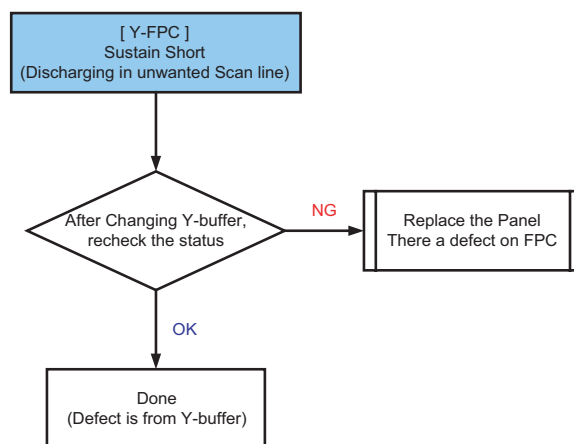 [ Y-FPC ]
Sustain Short
(Discharging in unwanted Scan line)
After Changing Y-buffer,
recheck the status
NG
Replace the Panel
There a defect on FPC
OK
Done
(Defect is from Y-buffer)